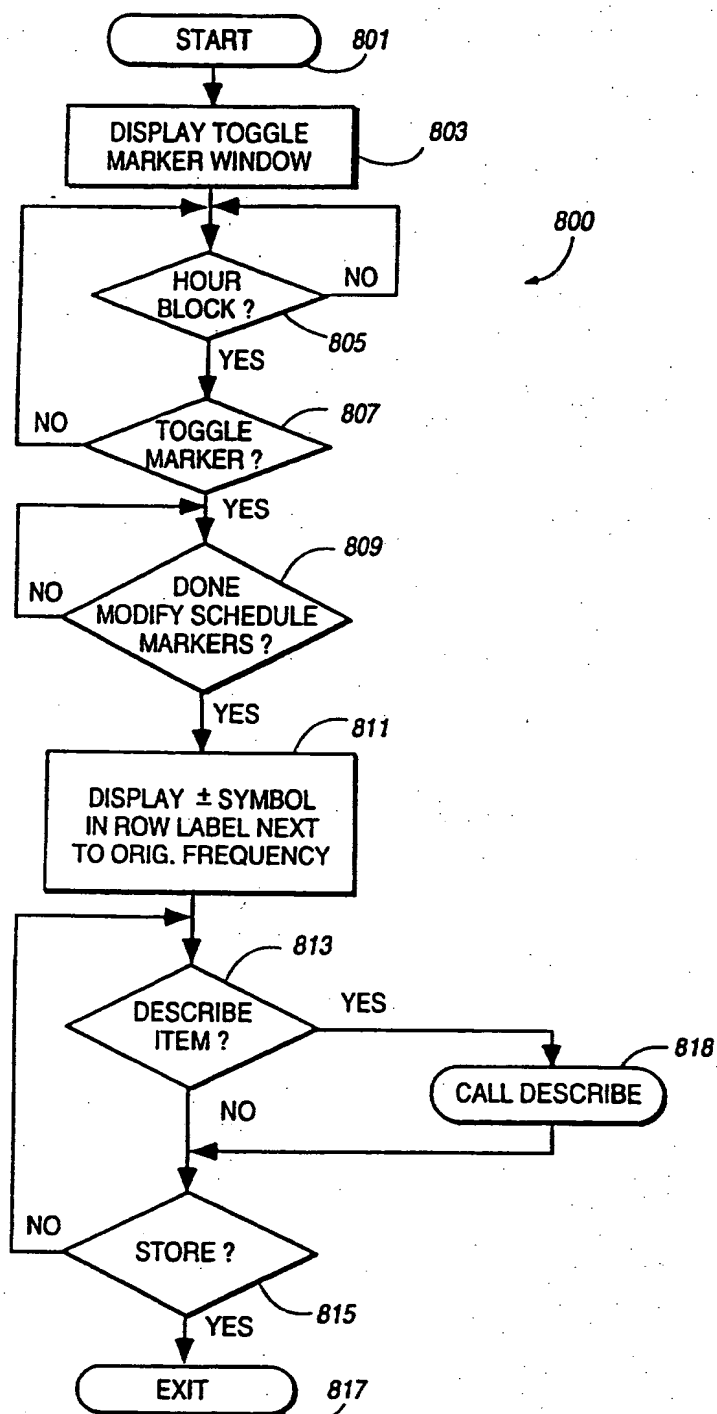 START
801
DISPLAY TOGGLE
MARKER WINDOW
803
800
HOUR
BLOCK ?
NO
805
YES
807
NO
TOGGLE
MARKER ?
YES
809
NO
DONE
MODIFY SCHEDULE
MARKERS ?
YES
811
DISPLAY ± SYMBOL
IN ROW LABEL NEXT
TO ORIG. FREQUENCY
813
DESCRIBE
ITEM ?
YES
818
CALL DESCRIBE
NO
NO
STORE ?
815
YES
EXIT
817